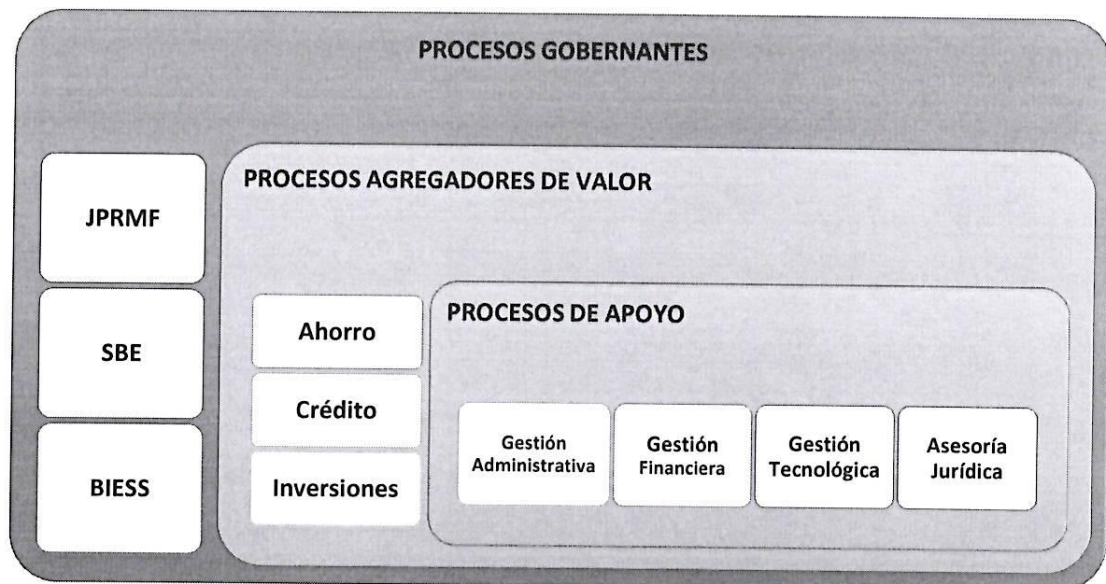 PROCESOS GOBERNANTES
JPRMF
SBE
BIESS
PROCESOS AGREGADORES DE VALOR
Ahorro
Crédito
Inversiones
PROCESOS DE APOYO
Gestión
Administrativa
Gestión
Financiera
Gestión
Tecnológica
Asesoría
Jurídica